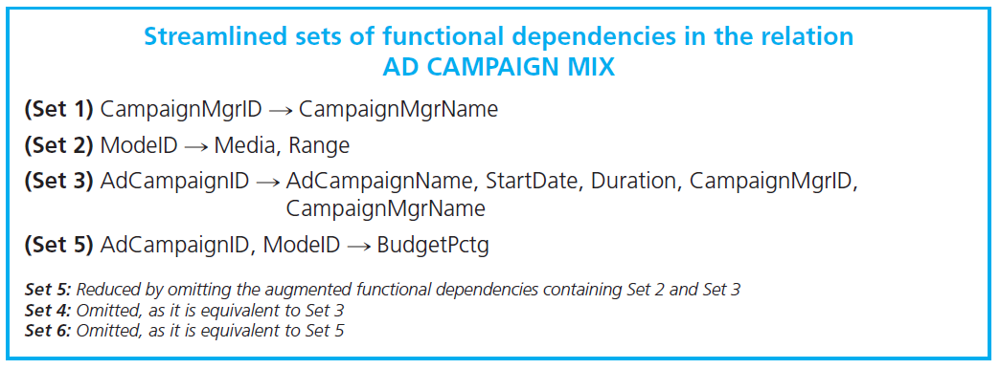 Streamlined sets of functional dependencies in the relation
AD CAMPAIGN MIX
(Set 1) CampaignMgrID → CampaignMgrName
(Set 2) ModeID → Media, Range
(Set 3) AdCampaignID → AdCampaignName, StartDate, Duration, CampaignMgrID,
CampaignMgrName
(Set 5) AdCampaignID, ModeID → BudgetPctg
Set 5: Reduced by omitting the augmented functional dependencies containing Set 2 and Set 3
Set 4: Omitted, as it is equivalent to Set 3
Set 6: Omitted, as it is equivalent to Set 5